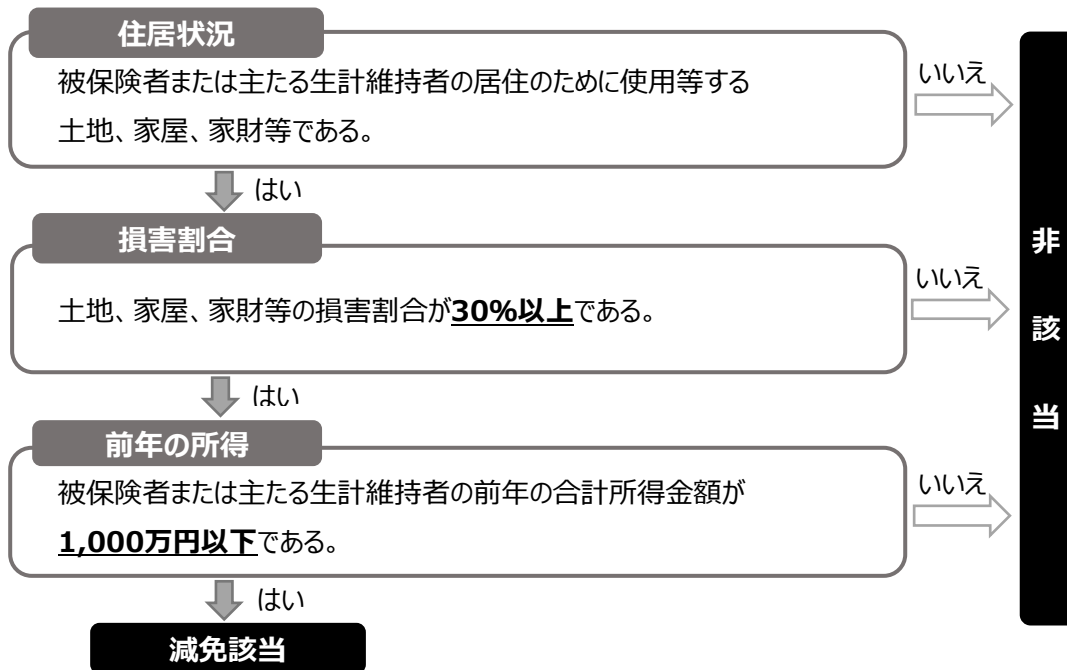 住居状況
被保険者または主たる生計維持者の居住のために使用等する
土地、家屋、家財等である。
いいえ
はい
損害割合
土地、家屋、家財等の損害割合が30%以上である。
いいえ
はい
前年の所得
被保険者または主たる生計維持者の前年の合計所得金額が
1,000万円以下である。
いいえ
はい
減免該当
非該当